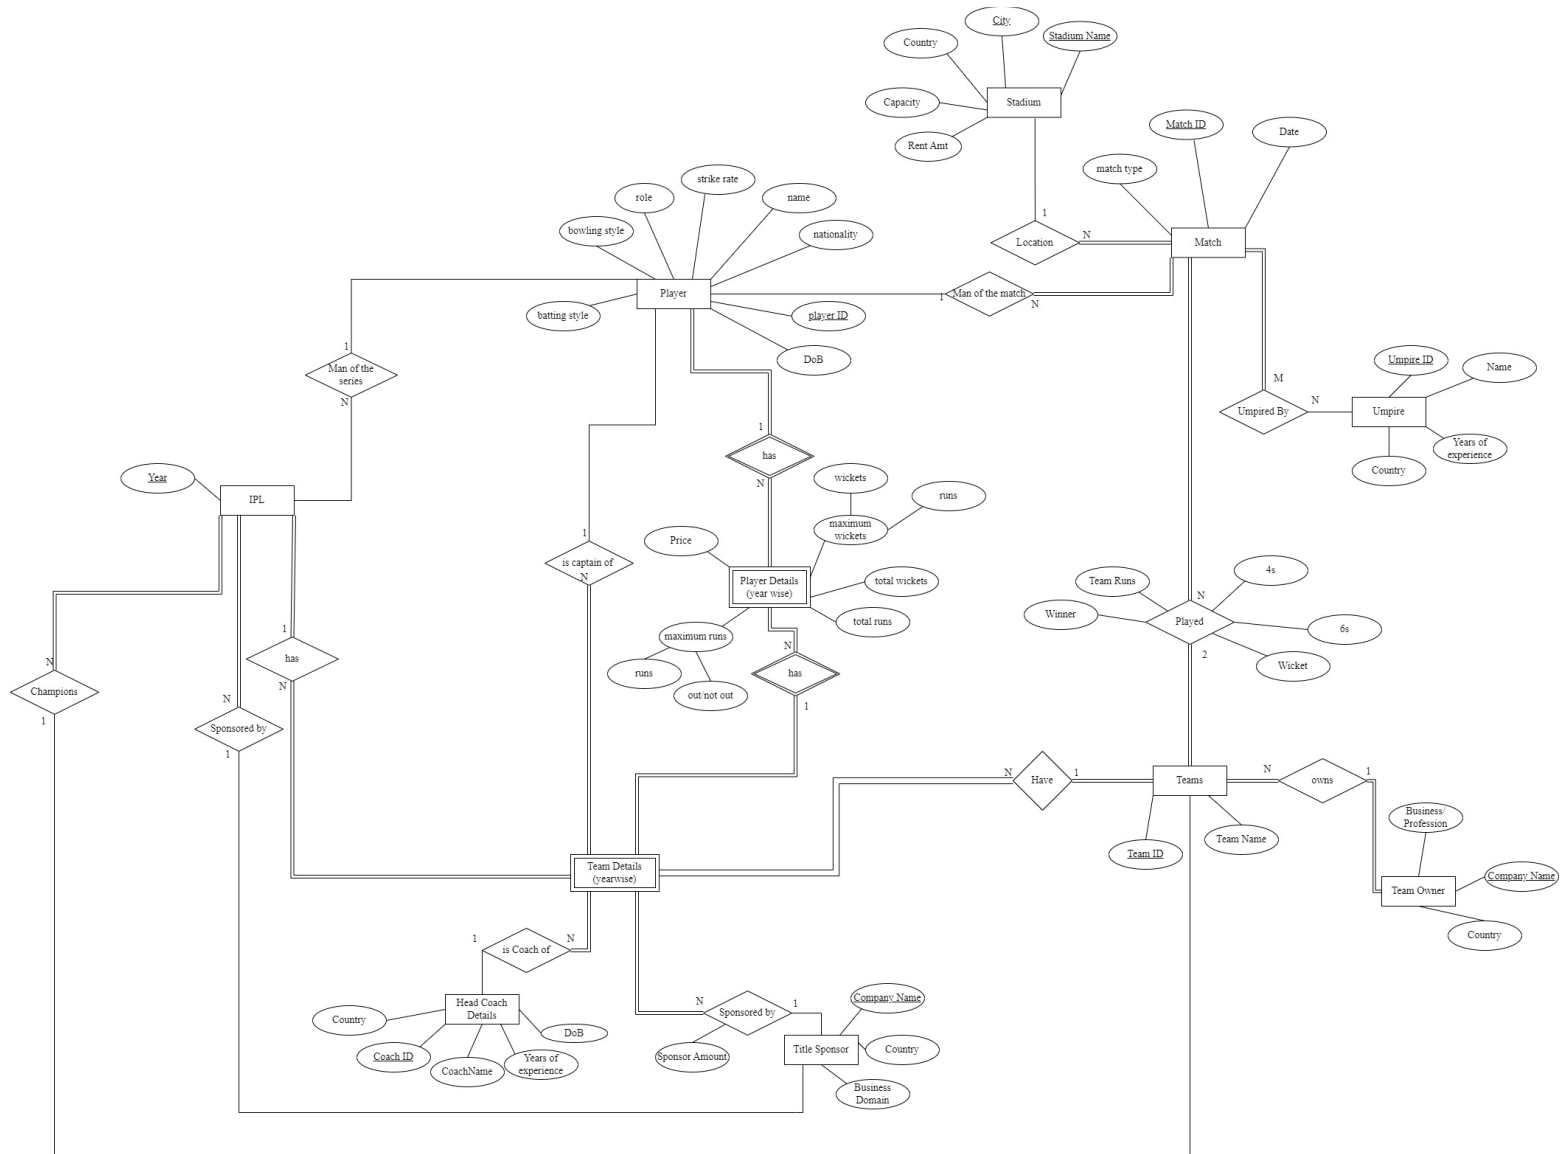 City
Stadium Name
Country
Stadium
Capacity
Rent Amt
Match ID
Date
match type
strike rate
role
name
bowling style
nationality
1
Location
N
Match
Player
1
Man of the match
N
batting style
player ID
DoB
1
Man of the
series
N
Umpire ID
Name
M
N
Umpired By
Umpire
Years of
experience
Country
1
has
N
Year
IPL
wickets
runs
maximum
wickets
1
is captain of
N
Price
Player Details
(year wise)
total wickets
total runs
maximum runs
runs
out/not out
N
has
1
4s
Team Runs
Winner
N
Played
6s
2
Wicket
1
has
N
N
Champions
1
N
Sponsored by
1
N
Have
1
Teams
N
owns
1
Team ID
Team Name
Business/
Profession
Company Name
Team Owner
Country
Team Details
(yearwise)
1
is Coach of
N
Head Coach
Details
Country
Coach ID
CoachName
Years of
experience
DoB
N
Sponsored by
1
Sponsor Amount
Company Name
Title Sponsor
Country
Business
Domain